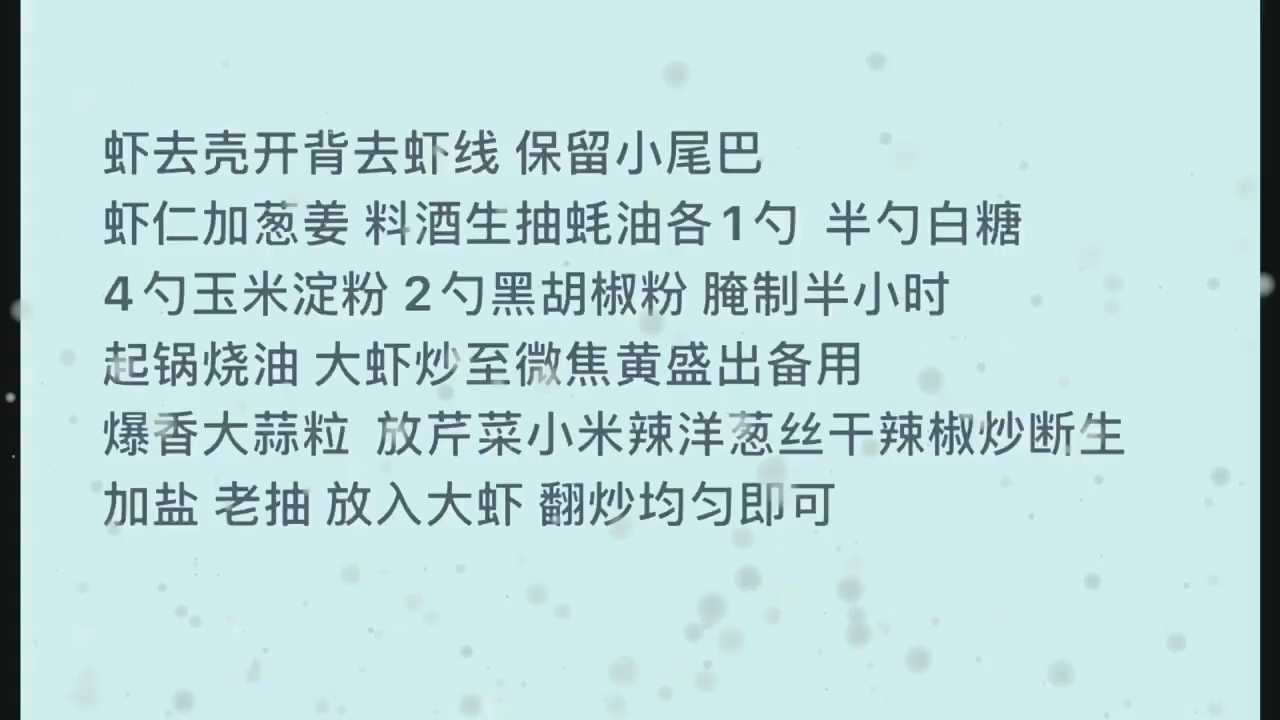 虾去壳开背去虾线 保留小尾巴
虾仁加葱姜 料酒生抽蚝油各1勺 半勺白糖
4勺玉米淀粉 2勺黑胡椒粉 腌制半小时
起锅烧油 大虾炒至微焦黄盛出备用
爆香大蒜粒 放芹菜小米辣洋葱丝干辣椒炒断生
加盐 老抽 放入大虾 翻炒均匀即可